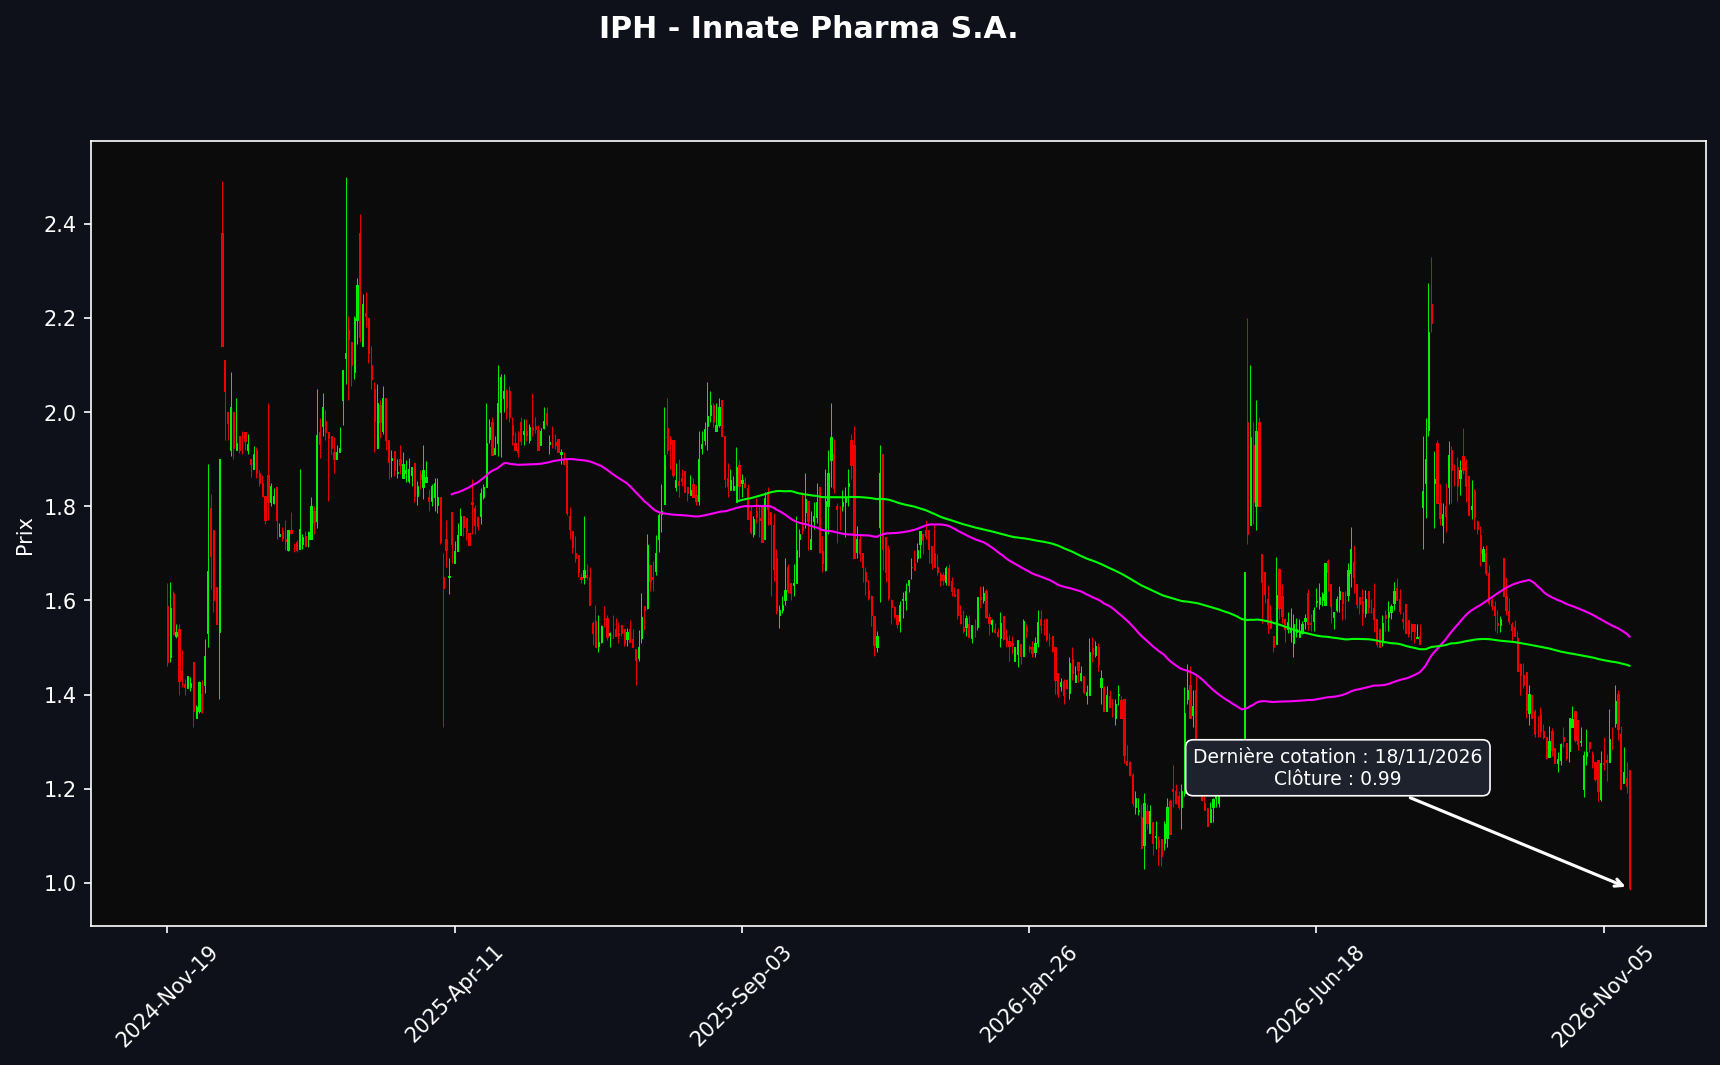 IPH - Innate Pharma S.A.
Prix
2.4
2.2
2.0
1.8
1.6
1.4
1.2
1.0
Dernière cotation : 18/11/2026
Clôture : 0.99
2024-Nov-19
2025-Apr-11
2025-Sep-03
2026-Jan-26
2026-Jun-18
2026-Nov-05